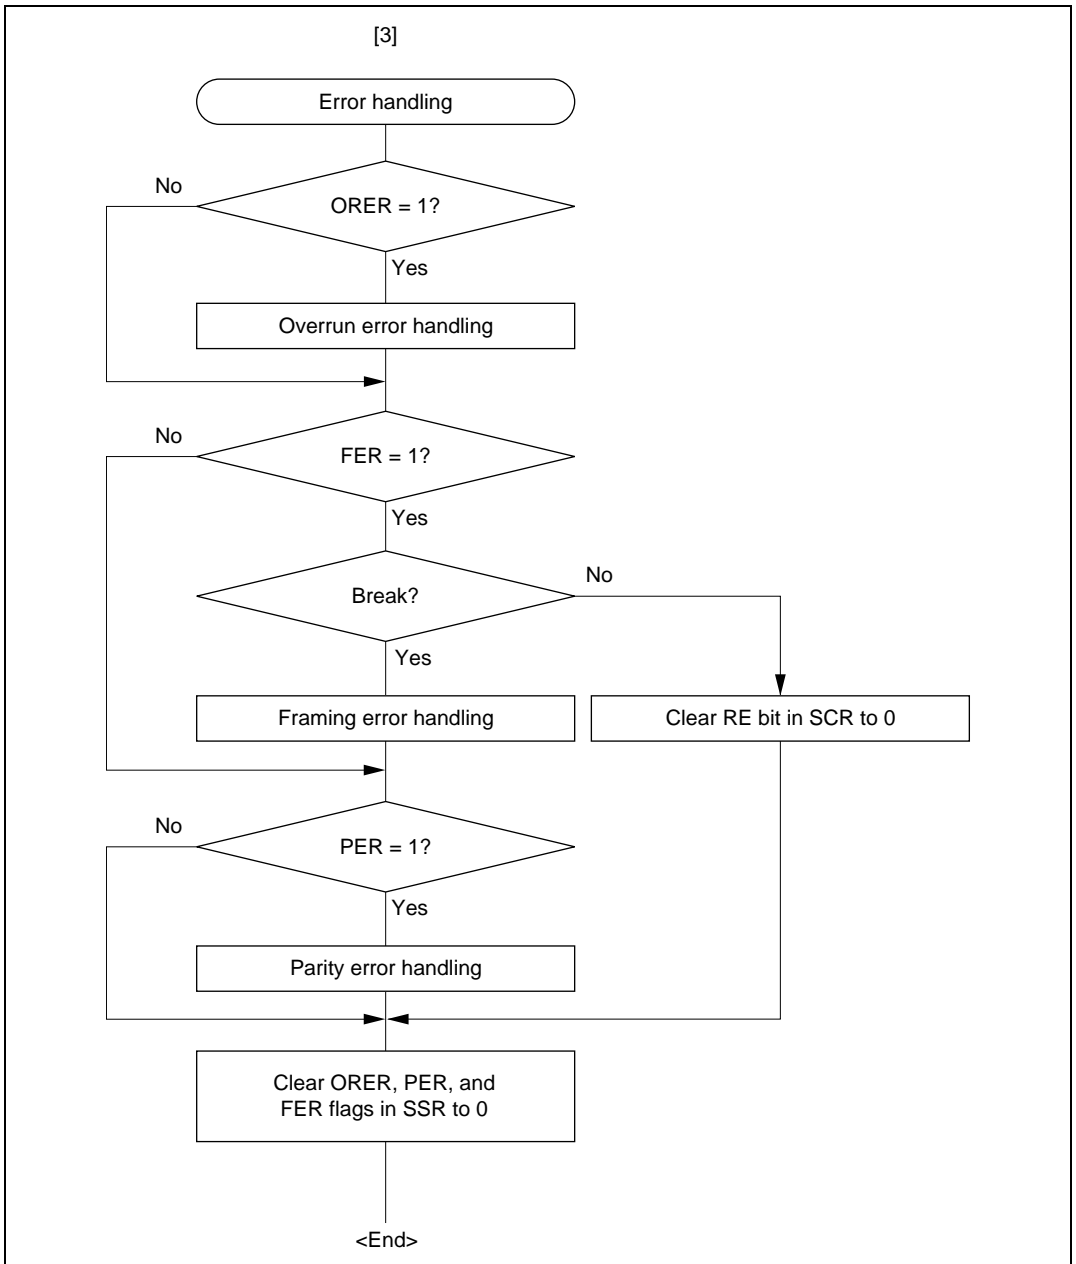 [3]
Error handling
No
ORER = 1?
Yes
Overrun error handling
No
FER = 1?
Yes
No
Break?
Yes
Framing error handling
Clear RE bit in SCR to 0
No
PER = 1?
Yes
Parity error handling
Clear ORER, PER, and
FER flags in SSR to 0
<End>